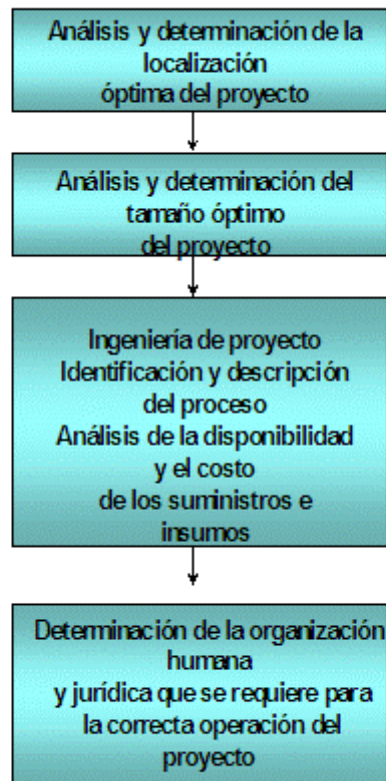 Análisis y determinación de la
localización
óptima del proyecto
Análisis y determinación del
tamaño óptimo
del proyecto
Ingeniería de proyecto
Identificación y descripción
del proceso
Análisis de la disponibilidad
y el costo
de los suministros e
insumos
Determinación de la organización
humana
y jurídica que se requiere para
la correcta operación del
proyecto